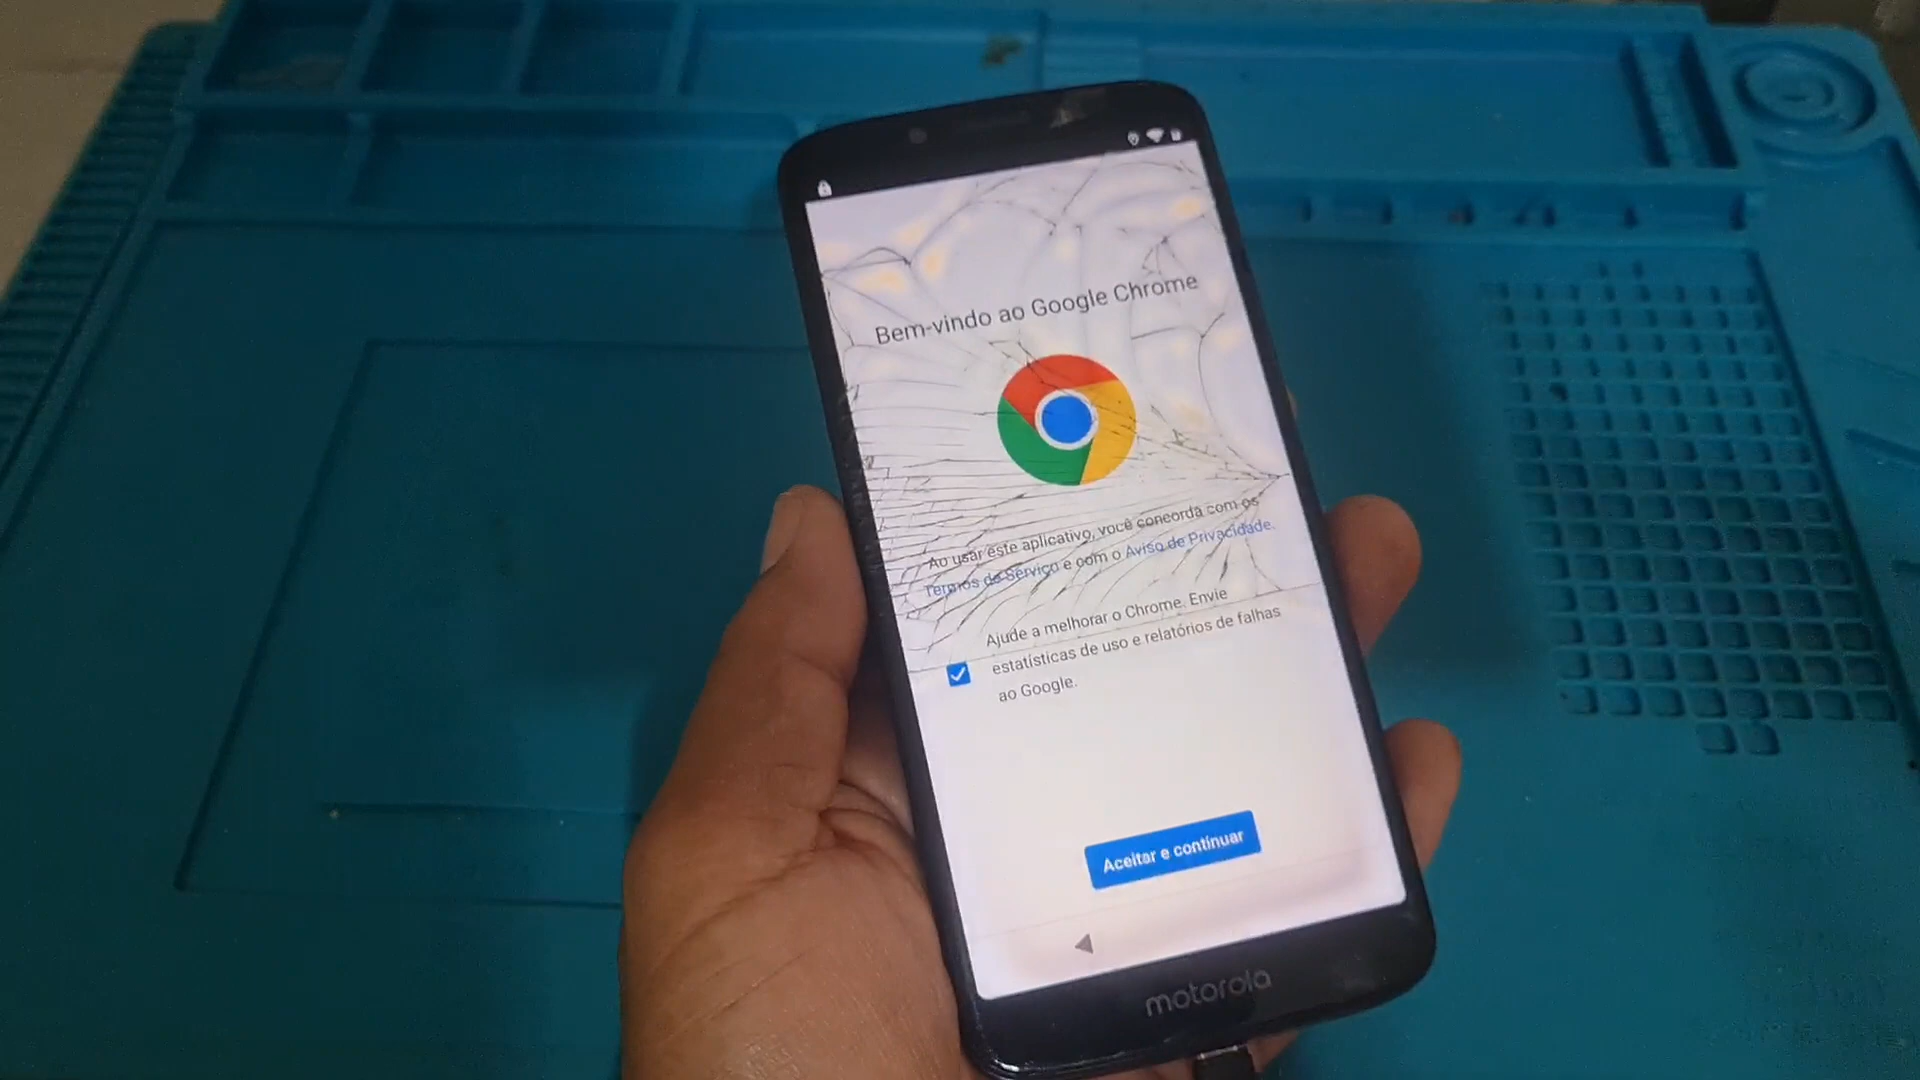 Bem-vindo ao Google Chrome
Ao usar este aplicativo, você concorda com os
Termos de Serviço e com o Aviso de Privacidade.
Ajude a melhorar o Chrome. Envie
estatísticas de uso e relatórios de falhas
ao Google.
Aceitar e continuar
motorola